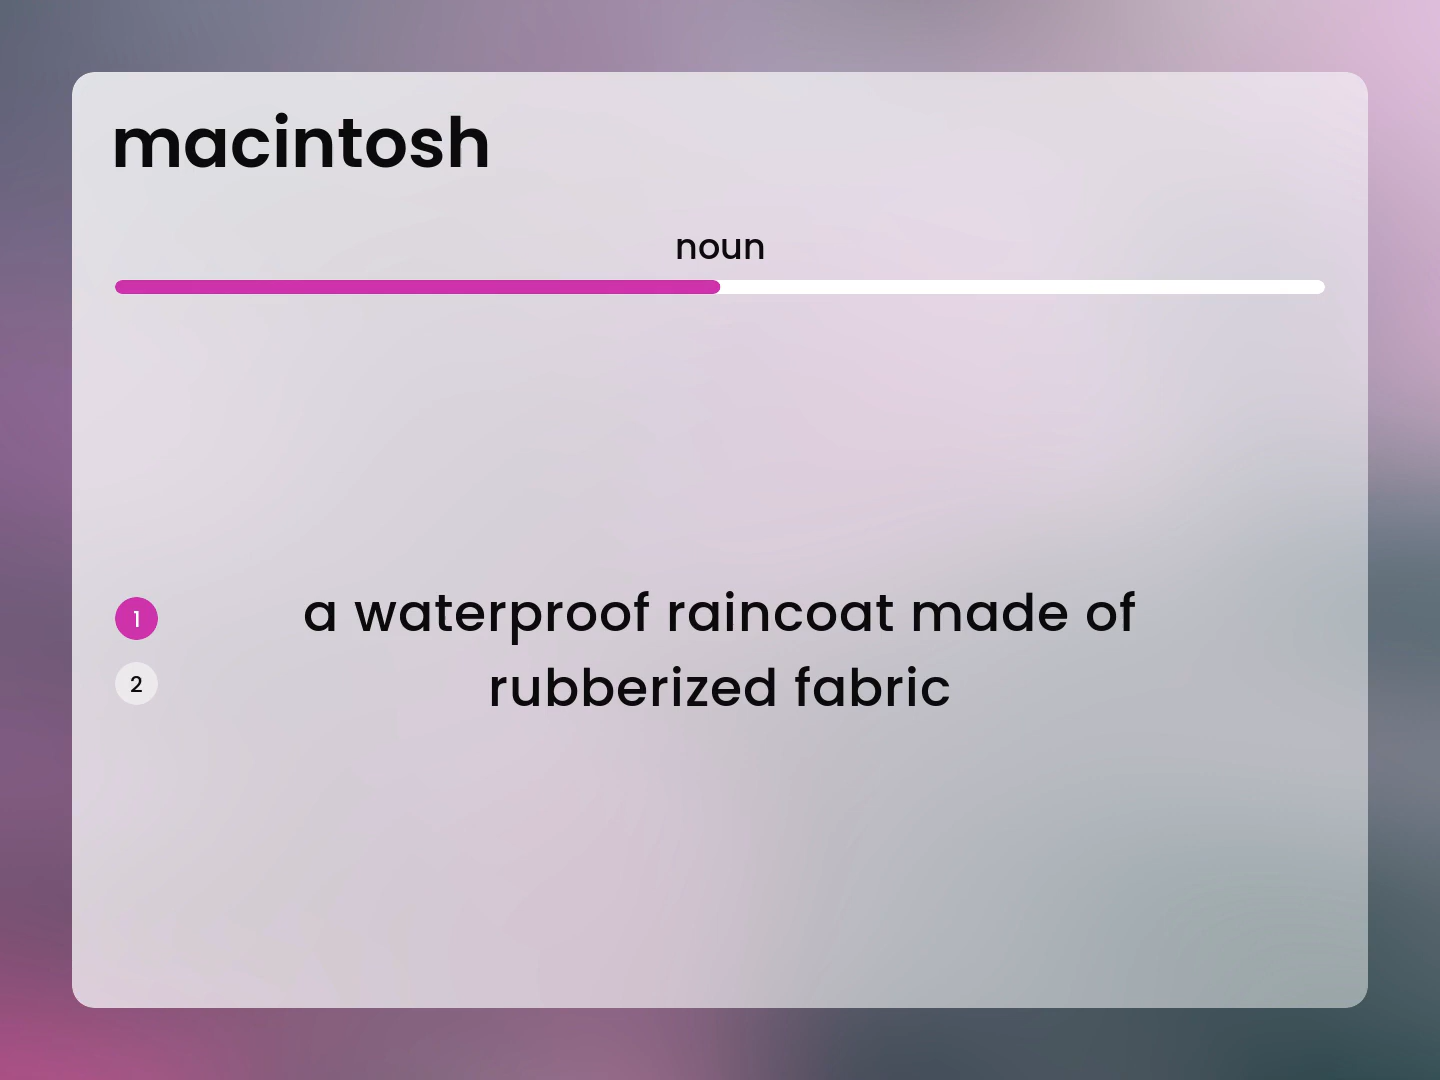 macintosh
noun
1
2
a waterproof raincoat made of
rubberized fabric